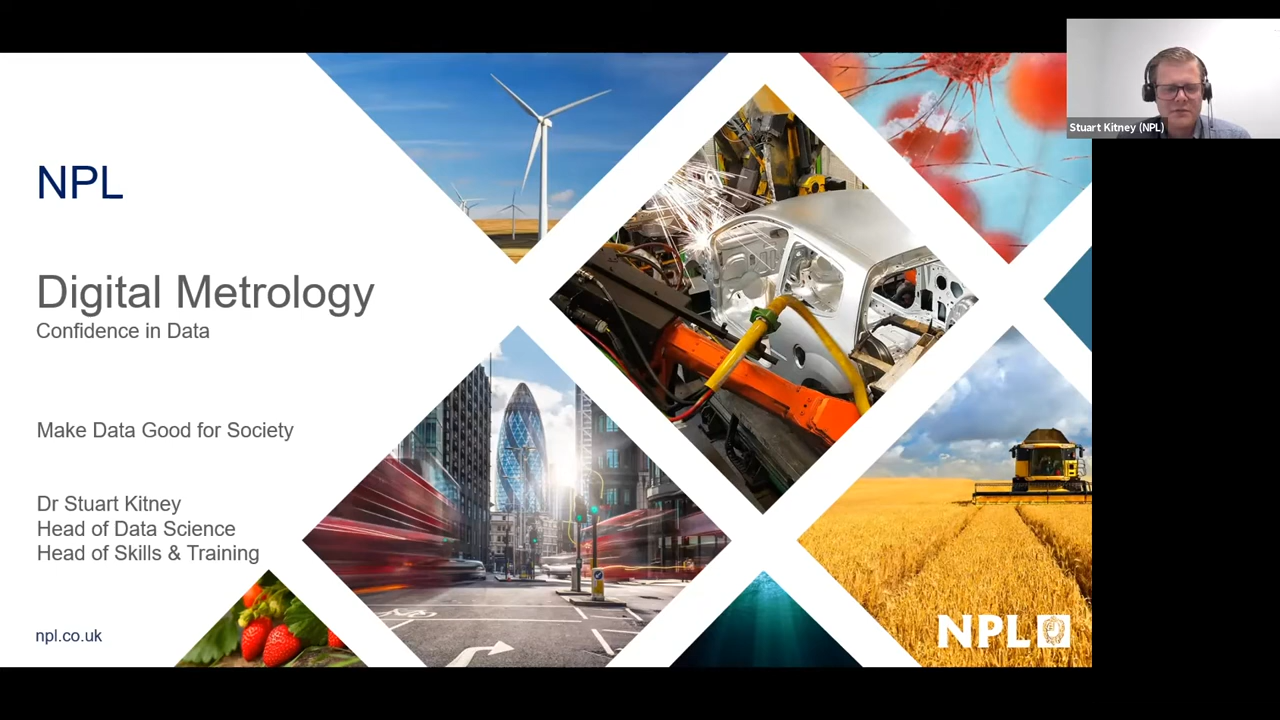 NPL
Digital Metrology
Confidence in Data
Make Data Good for Society
Dr Stuart Kitney
Head of Data Science
Head of Skills & Training
npl.co.uk
NPL
Stuart Kitney (NPL)